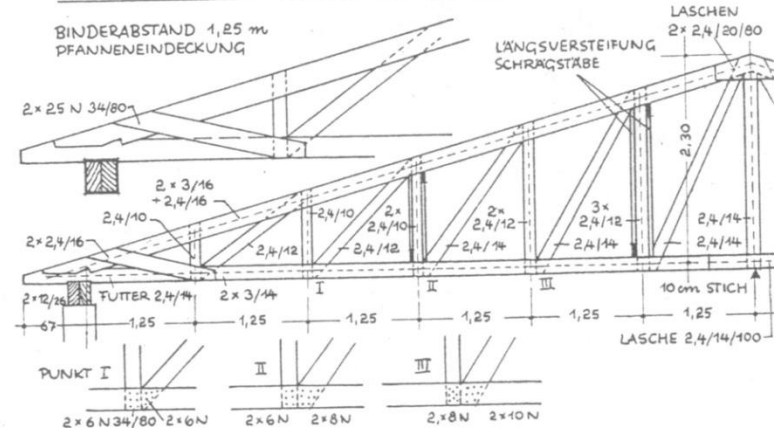 BINDERABSTAND 1,25 m
PFANNENEINDECKUNG
LASCHEN
2× 2,4/20/80
LÄNGSVERSTEIFUNG
SCHRÄGSTÄBE
2×25 N 34/80
2,30
2 × 3/16
+ 2,4/16
2,4/10
2,4/10
2×
2,4/10
2×
2,4/12
3×
2,4/12
2,4/14
2× 2,4/16
2,4/12
2,4/12
2,4/14
2,4/14
2,4/14
2×12/26
FUTTER 2,4/14
2 × 3/14
I
II
III
10cm STICH
67
1,25
1,25
1,25
1,25
1,25
1,25
LASCHE 2,4/14/100
PUNKT I
II
III
2×6N 34/80
2×6N
2×6N
2×8N
2,×8N
2×10N